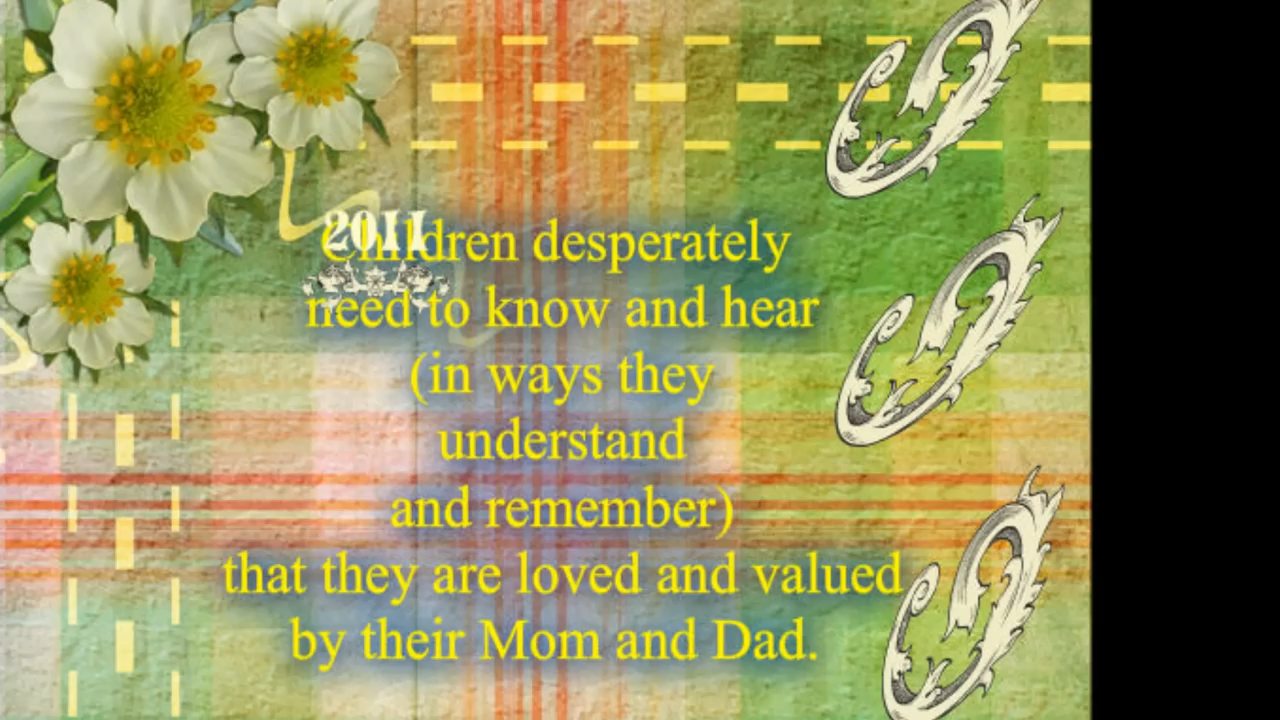 2011
Children desperately
need to know and hear
(in ways they
understand
and remember)
that they are loved and valued
by their Mom and Dad.